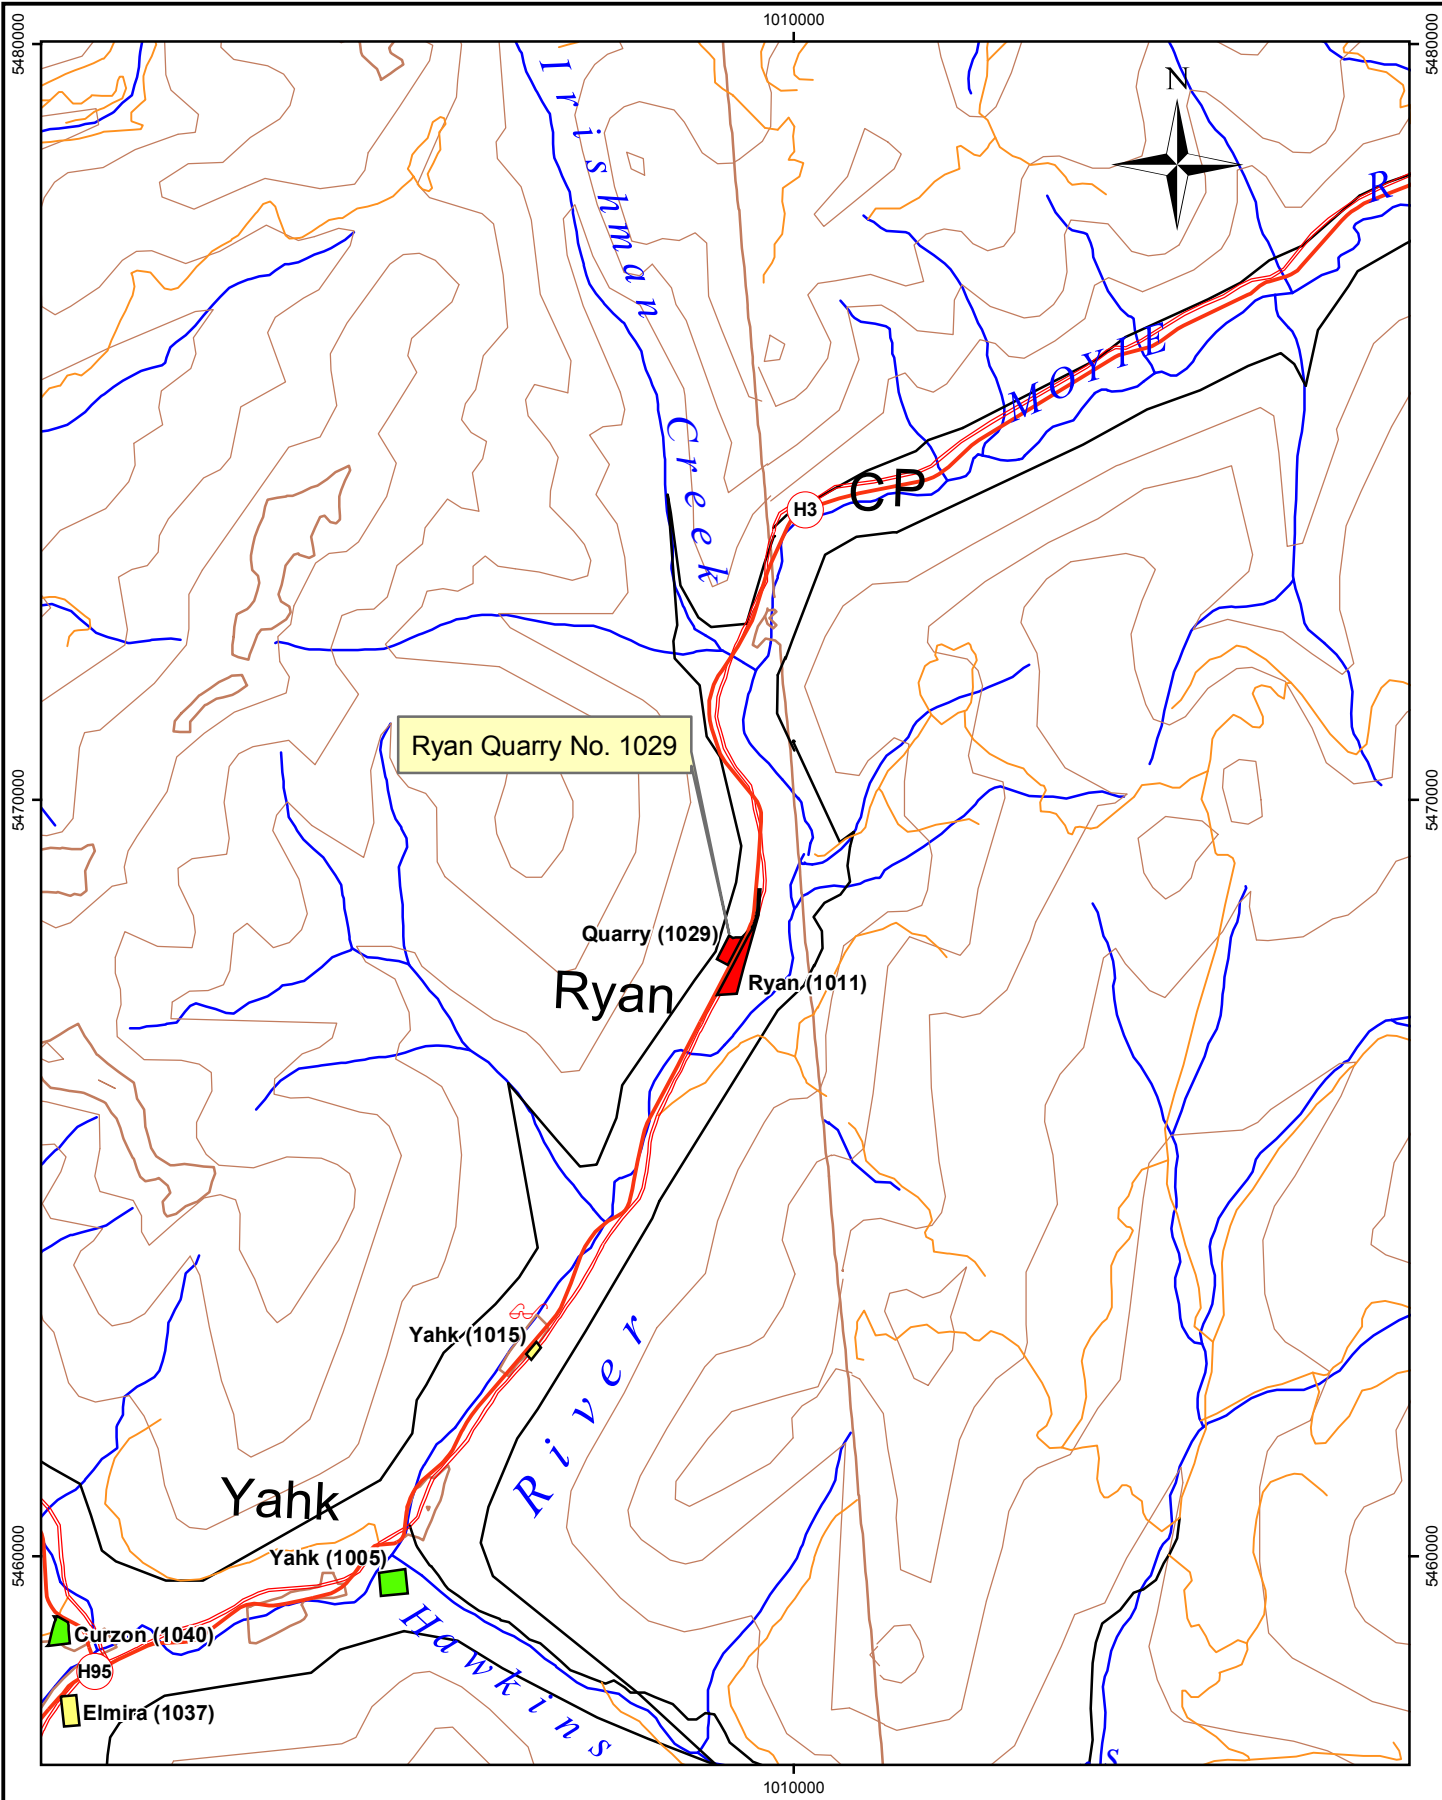 1010000
5480000
5480000
N
Irishman
Creek
R
MOYIE
CP
H3
Ryan Quarry No. 1029
5470000
5470000
Quarry (1029)
Ryan (1011)
Ryan
Yahk (1015)
River
Yahk
Yahk (1005)
5460000
5460000
Hawkins
Curzon (1040)
H95
Elmira (1037)
s
1010000